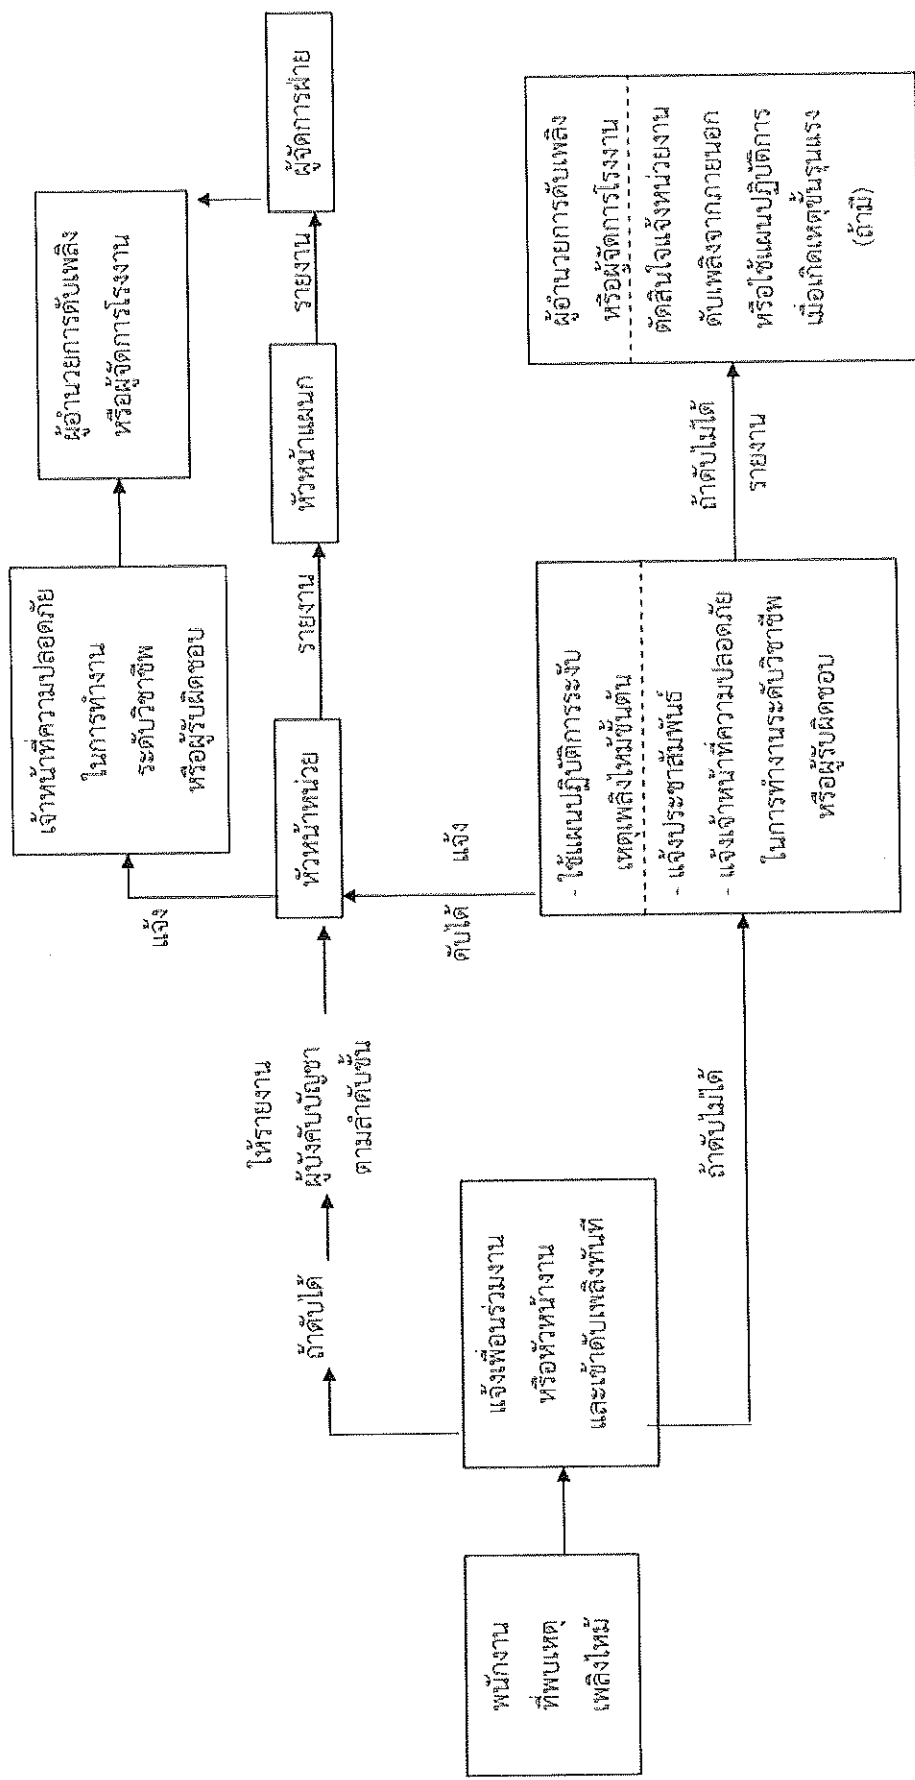 พนักงาน
ที่พบเหตุ
เพลิงไหม้
แจ้งเพื่อนร่วมงาน
หรือหัวหน้างาน
และเข้าดับเพลิงทันที
ถ้าดับได้
ให้รายงาน
ผู้บังคับบัญชา
ตามลำดับชั้น
ถ้าดับไม่ได้
หัวหน้าหน่วย
แจ้ง
เจ้าหน้าที่ความปลอดภัย
ในการทำงาน
ระดับวิชาชีพ
หรือผู้รับผิดชอบ
ผู้อำนวยการดับเพลิง
หรือผู้จัดการโรงงาน
รายงาน
หัวหน้าแผนก
รายงาน
ผู้จัดการฝ่าย
ดับได้
แจ้ง
- ใช้แผนปฏิบัติการระงับ
เหตุเพลิงไหม้ขั้นต้น
- แจ้งประชาสัมพันธ์
- แจ้งเจ้าหน้าที่ความปลอดภัย
ในการทำงานระดับวิชาชีพ
หรือผู้รับผิดชอบ
ถ้าดับไม่ได้
รายงาน
ผู้อำนวยการดับเพลิง
หรือผู้จัดการโรงงาน
ตัดสินใจแจ้งหน่วยงาน
ดับเพลิงจากภายนอก
หรือใช้แผนปฏิบัติการ
เมื่อเกิดเหตุขั้นรุนแรง
(ถ้ามี)